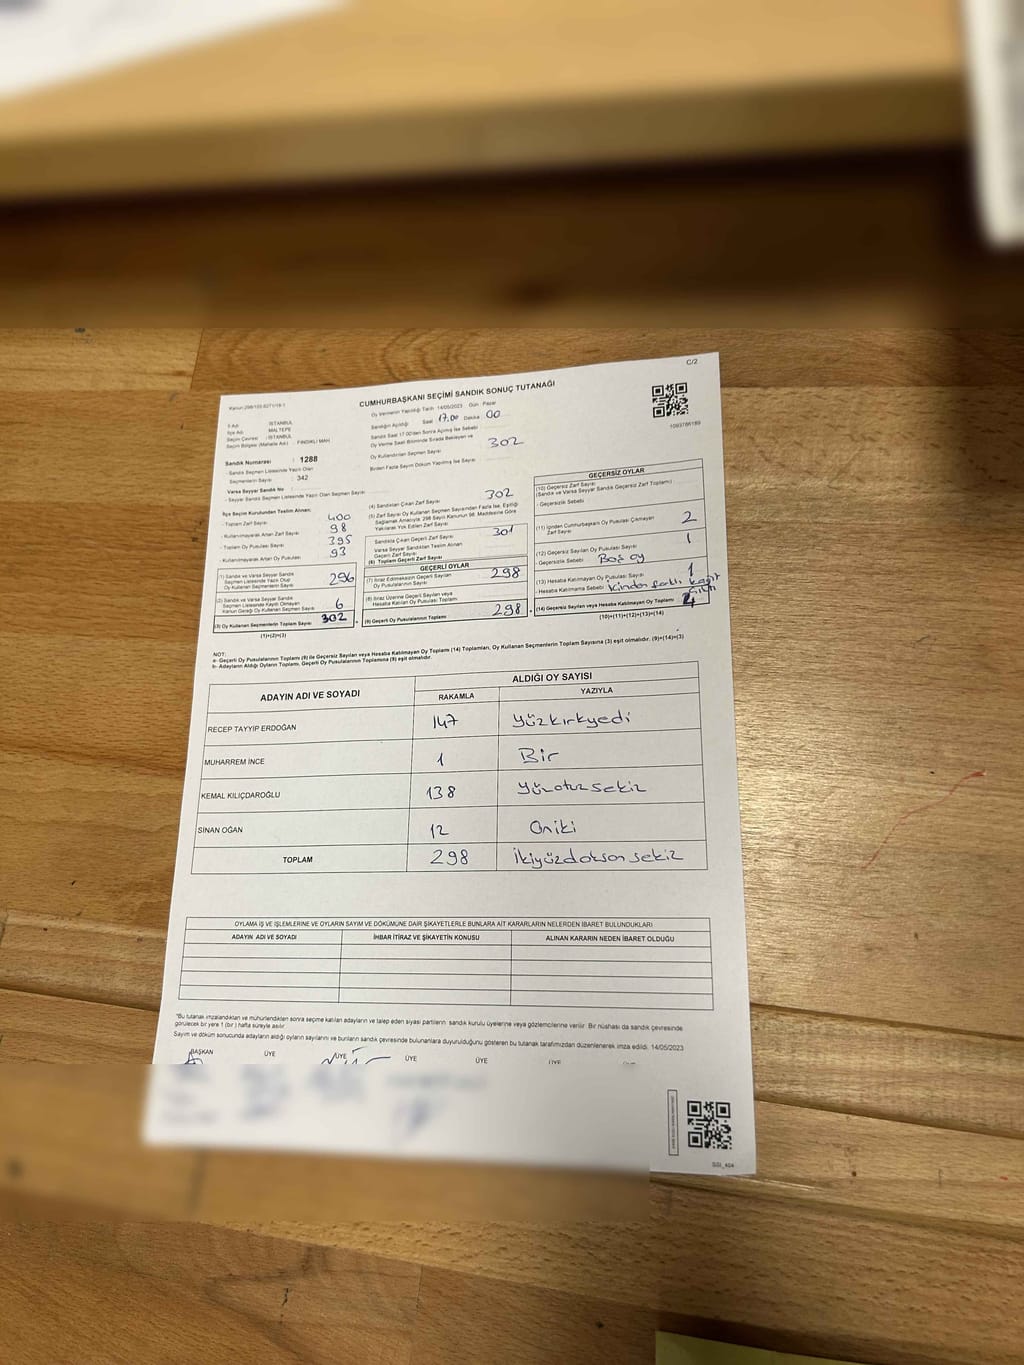 C/2
Kanun:298/105-6271/18-1
CUMHURBAŞKANI SEÇİMİ SANDIK SONUÇ TUTANAĞI
1093786189
İl Adı : İSTANBUL
İlçe Adı : MALTEPE
Seçim Çevresi : İSTANBUL
Seçim Bölgesi (Mahalle Adı) : FINDIKLI MAH.
Sandık Numarası : 1288
- Sandık Seçmen Listesinde Yazılı Olan
Seçmenlerin Sayısı 342
Varsa Seyyar Sandık No
- Seyyar Sandık Seçmen Listesinde Yazılı Olan Seçmen Sayısı:
Oy Vermenin Yapıldığı Tarih: 14/05/2023 Gün : Pazar
Sandığın Açıldığı Saat 17.00 Dakika 00
Sandık Saat 17:00'den Sonra Açılmış İse Sebebi
Oy Verme Saati Bitiminde Sırada Bekleyen ve
Oy Kullandırılan Seçmen Sayısı 302
Birden Fazla Sayım Döküm Yapılmış İse Sayısı:
İlçe Seçim Kurulundan Teslim Alınan:
- Toplam Zarf Sayısı: 400
- Kullanılmayarak Artan Zarf Sayısı: 98
- Toplam Oy Pusulası Sayısı: 395
- Kullanılmayarak Artan Oy Pusulası: 93
(1) Sandık ve Varsa Seyyar Sandık
Seçmen Listesinde Yazılı Olup
Oy Kullanan Seçmenlerin Sayısı: 296
(2) Sandık ve Varsa Seyyar Sandık
Seçmen Listesinde Kayıtlı Olmayan
Kanun Gereği Oy Kullanan Seçmen Sayısı : 6
(3) Oy Kullanan Seçmenlerin Toplam Sayısı: 302
(1)+(2)=(3)
(4) Sandıktan Çıkan Zarf Sayısı 302
(5) Zarf Sayısı Oy Kullanan Seçmen Sayısından Fazla İse, Eşitliği
Sağlamak Amacıyla; 298 Sayılı Kanunun 98. Maddesine Göre
Yakılarak Yok Edilen Zarf Sayısı:
Sandıkta Çıkan Geçerli Zarf Sayısı: 301
Varsa Seyyar Sandıktan Teslim Alınan
Geçerli Zarf Sayısı:
(6) Toplam Geçerli Zarf Sayısı
GEÇERLİ OYLAR
(7) İtiraz Edilmeksizin Geçerli Sayılan
Oy Pusulalarının Sayısı: 298
(8) İtiraz Üzerine Geçerli Sayılan veya
Hesaba Katılan Oy Pusulası Toplamı:
(9) Geçerli Oy Pusulalarının Toplamı: 298
GEÇERSİZ OYLAR
(10) Geçersiz Zarf Sayısı
(Sandık ve Varsa Seyyar Sandık Geçersiz Zarf Toplamı) :
- Geçersizlik Sebebi:
(11) İçinden Cumhurbaşkanı Oy Pusulası Çıkmayan
Zarf Sayısı: 2
(12) Geçersiz Sayılan Oy Pusulası Sayısı 1
- Geçersizlik Sebebi: Boş oy
(13) Hesaba Katılmayan Oy Pusulası Sayısı: 1
- Hesaba Katılmama Sebebi: içinden farklı kağıt
(14) Geçersiz Sayılan veya Hesaba Katılmayan Oy Toplamı: 4
(10)+(11)+(12)+(13)=(14)
NOT:
a- Geçerli Oy Pusulalarının Toplamı (9) ile Geçersiz Sayılan veya Hesaba Katılmayan Oy Toplamı (14) Toplamları, Oy Kullanan Seçmenlerin Toplam Sayısına (3) eşit olmalıdır. (9)+(14)=(3)
b- Adayların Aldığı Oyların Toplamı, Geçerli Oy Pusulalarının Toplamına (9) eşit olmalıdır.
ADAYIN ADI VE SOYADI ALDIĞI OY SAYISI
RAKAMLA YAZIYLA
RECEP TAYYİP ERDOĞAN 147 Yüzkırkyedi
MUHARREM İNCE 1 Bir
KEMAL KILIÇDAROĞLU 138 Yüzotuzsekiz
SİNAN OĞAN 12 Oniki
TOPLAM 298 İkiyüzdoksansekiz
OYLAMA İŞ VE İŞLEMLERİNE VE OYLARIN SAYIM VE DÖKÜMÜNE DAİR ŞİKAYETLERLE BUNLARA AİT KARARLARIN NELERDEN İBARET BULUNDUKLARI
ADAYIN ADI VE SOYADI İHBAR İTİRAZ VE ŞİKAYETİN KONUSU ALINAN KARARIN NEDEN İBARET OLDUĞU
"Bu tutanak imzalandıktan ve mühürlendikten sonra seçime katılan adayların ve talep eden siyasi partilerin sandık kurulu üyelerine veya gözlemcilerine verilir. Bir nüshası da sandık çevresinde
görülecek bir yere 1 (bir ) hafta süreyle asılır
Sayım ve döküm sonucunda adayların aldığı oyların sayılarını ve bunların sandık çevresinde bulunanlara duyurulduğunu gösteren bu tutanak tarafımızdan düzenlenerek imza edildi. 14/05/2023
BAŞKAN ÜYE ÜYE ÜYE ÜYE ÜYE